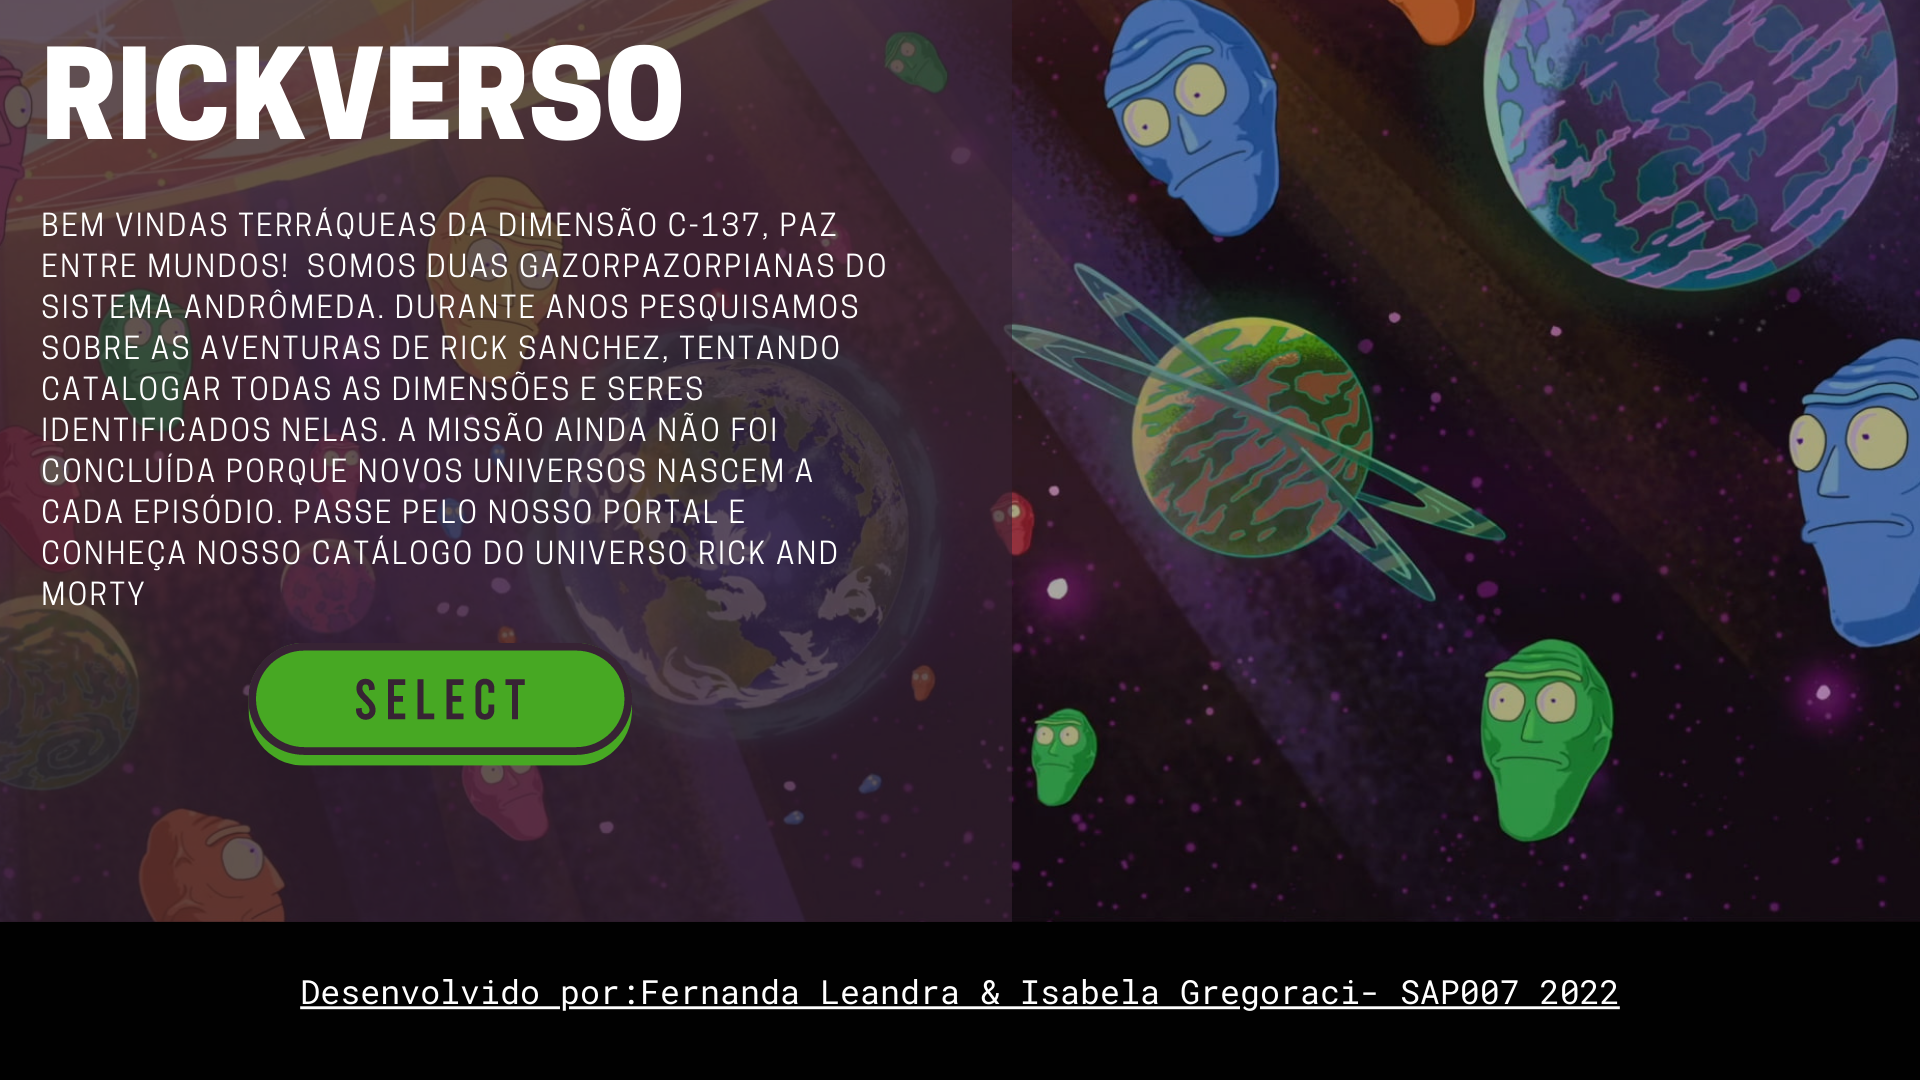 RICKVERSO
BEM VINDAS TERRÁQUEAS DA DIMENSÃO C-137, PAZ
ENTRE MUNDOS!  SOMOS DUAS GAZORPAZORPIANAS DO
SISTEMA ANDRÔMEDA. DURANTE ANOS PESQUISAMOS
SOBRE AS AVENTURAS DE RICK SANCHEZ, TENTANDO
CATALOGAR TODAS AS DIMENSÕES E SERES
IDENTIFICADOS NELAS. A MISSÃO AINDA NÃO FOI
CONCLUÍDA PORQUE NOVOS UNIVERSOS NASCEM A
CADA EPISÓDIO. PASSE PELO NOSSO PORTAL E
CONHEÇA NOSSO CATÁLOGO DO UNIVERSO RICK AND
MORTY
SELECT
Desenvolvido por:Fernanda Leandra & Isabela Gregoraci- SAP007 2022